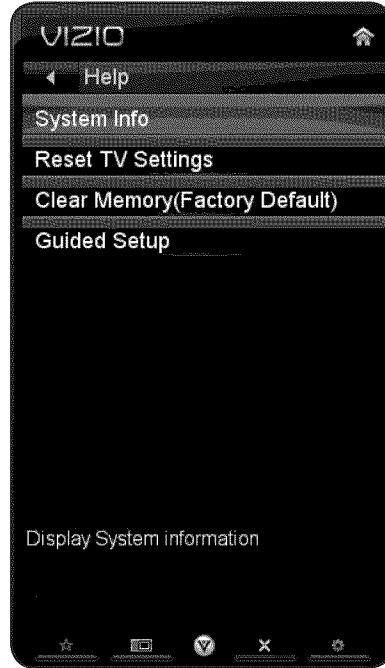 VIZIO
Help
System Info
Reset TV Settings
Clear Memory(Factory Default)
Guided Setup
Display System information